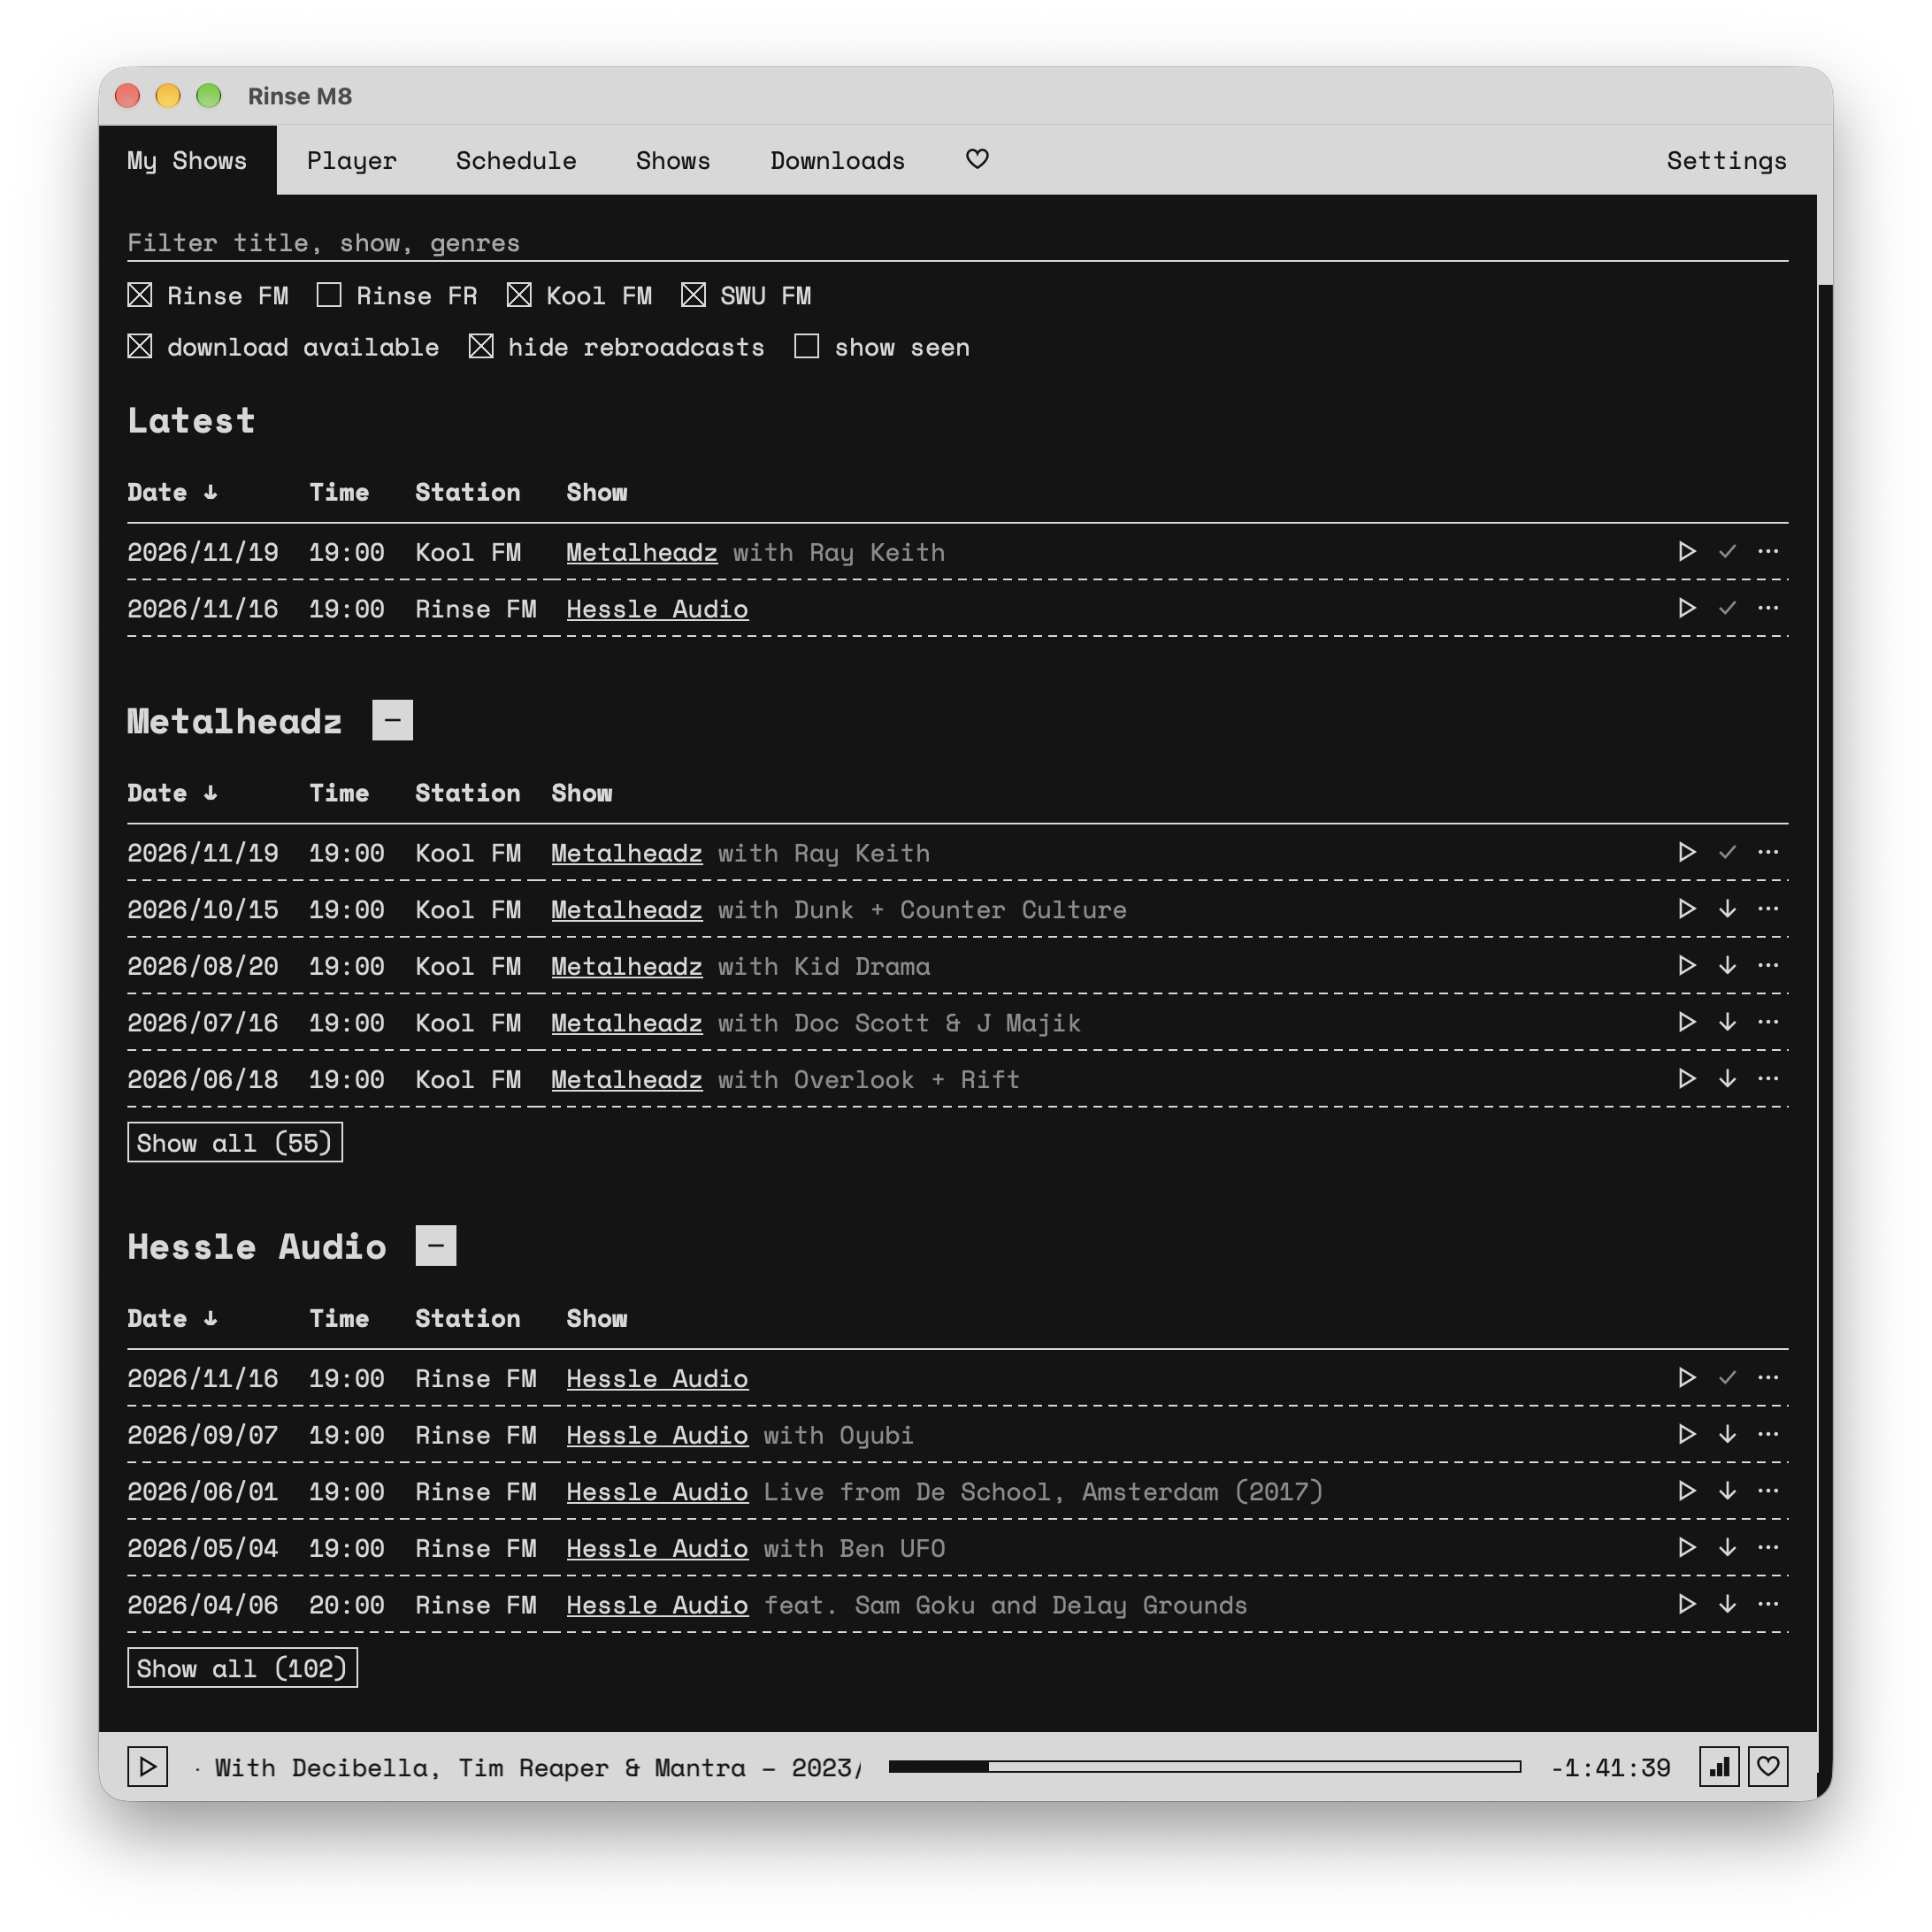 Rinse M8
My Shows Player Schedule Shows Downloads ♡ Settings
Filter title, show, genres
Rinse FM Rinse FR Kool FM SWU FM
download available hide rebroadcasts show seen
Latest
Date ↓ Time Station Show
2026/11/19 19:00 Kool FM Metalheadz with Ray Keith
2026/11/16 19:00 Rinse FM Hessle Audio
Metalheadz –
Date ↓ Time Station Show
2026/11/19 19:00 Kool FM Metalheadz with Ray Keith
2026/10/15 19:00 Kool FM Metalheadz with Dunk + Counter Culture
2026/08/20 19:00 Kool FM Metalheadz with Kid Drama
2026/07/16 19:00 Kool FM Metalheadz with Doc Scott & J Majik
2026/06/18 19:00 Kool FM Metalheadz with Overlook + Rift
Show all (55)
Hessle Audio –
Date ↓ Time Station Show
2026/11/16 19:00 Rinse FM Hessle Audio
2026/09/07 19:00 Rinse FM Hessle Audio with Oyubi
2026/06/01 19:00 Rinse FM Hessle Audio Live from De School, Amsterdam (2017)
2026/05/04 19:00 Rinse FM Hessle Audio with Ben UFO
2026/04/06 20:00 Rinse FM Hessle Audio feat. Sam Goku and Delay Grounds
Show all (102)
· With Decibella, Tim Reaper & Mantra – 2023/ -1:41:39